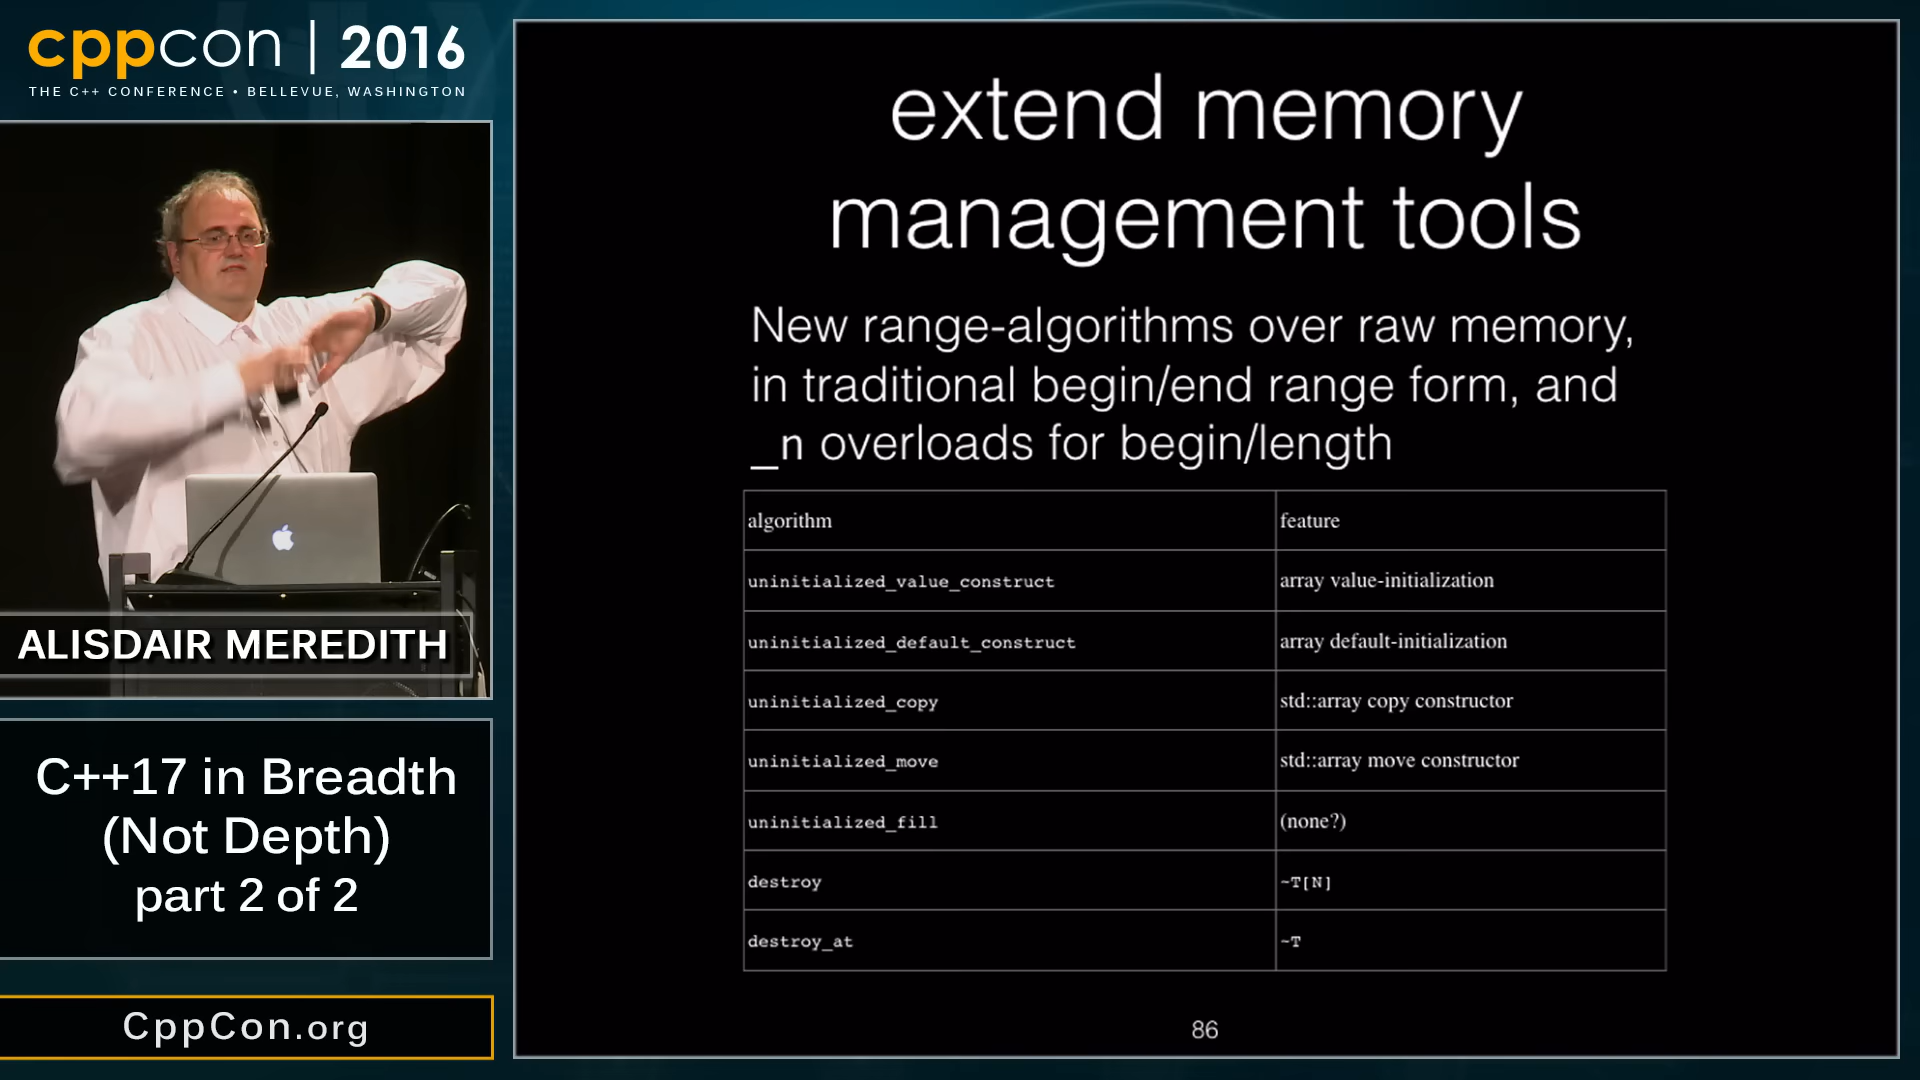 cppcon | 2016
THE C++ CONFERENCE • BELLEVUE, WASHINGTON
ALISDAIR MEREDITH
C++17 in Breadth
(Not Depth)
part 2 of 2
CppCon.org
extend memory
management tools
New range-algorithms over raw memory,
in traditional begin/end range form, and
_n overloads for begin/length
algorithm feature
uninitialized_value_construct array value-initialization
uninitialized_default_construct array default-initialization
uninitialized_copy std::array copy constructor
uninitialized_move std::array move constructor
uninitialized_fill (none?)
destroy ~T[N]
destroy_at ~T
86